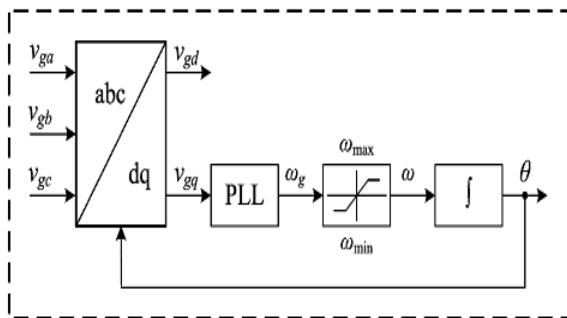 v_ga
v_gb
v_gc
abc
dq
v_gd
v_gq
PLL
ω_g
ω_max
ω_min
ω
∫
θ